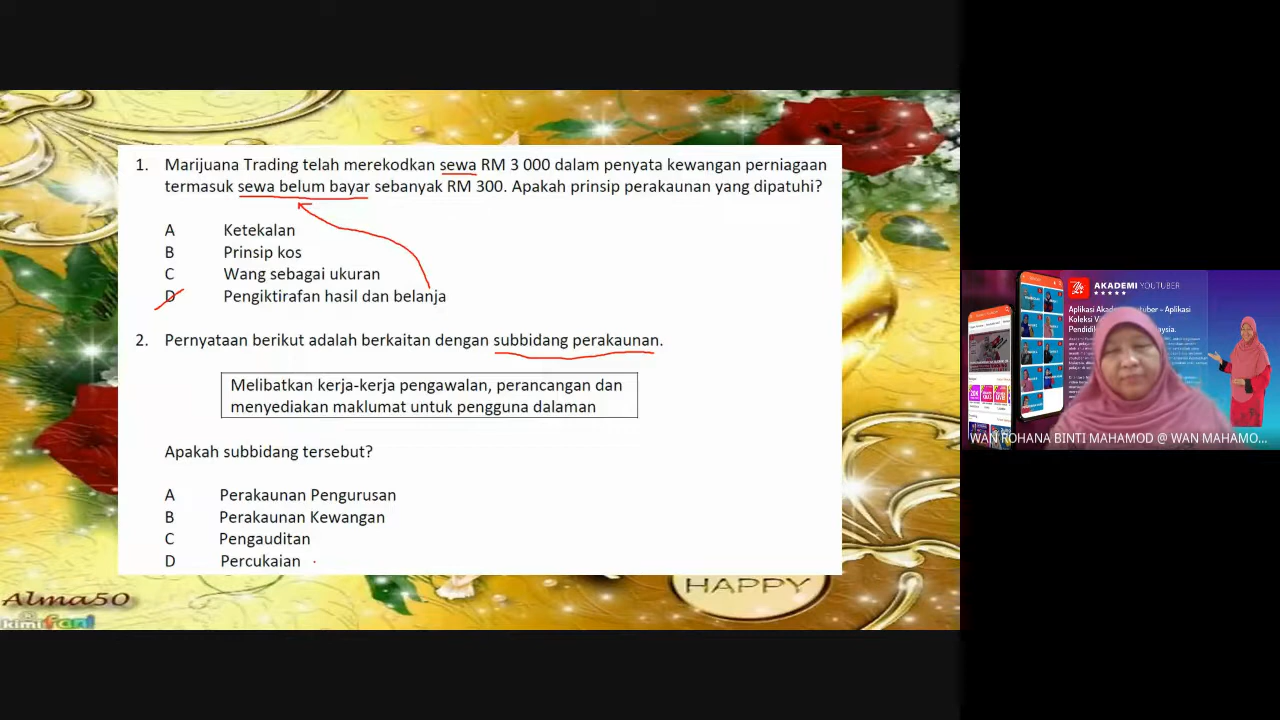 1. Marijuana Trading telah merekodkan sewa RM 3 000 dalam penyata kewangan perniagaan
termasuk sewa belum bayar sebanyak RM 300. Apakah prinsip perakaunan yang dipatuhi?
A Ketekalan
B Prinsip kos
C Wang sebagai ukuran
D Pengiktirafan hasil dan belanja
2. Pernyataan berikut adalah berkaitan dengan subbidang perakaunan.
Melibatkan kerja-kerja pengawalan, perancangan dan
menyediakan maklumat untuk pengguna dalaman
Apakah subbidang tersebut?
A Perakaunan Pengurusan
B Perakaunan Kewangan
C Pengauditan
D Percukaian
HAPPY
Alma50
kimifani
AKADEMI YOUTUBER
Aplikasi
Koleksi
WAN ROHANA BINTI MAHAMOD @ WAN MAHAMO...